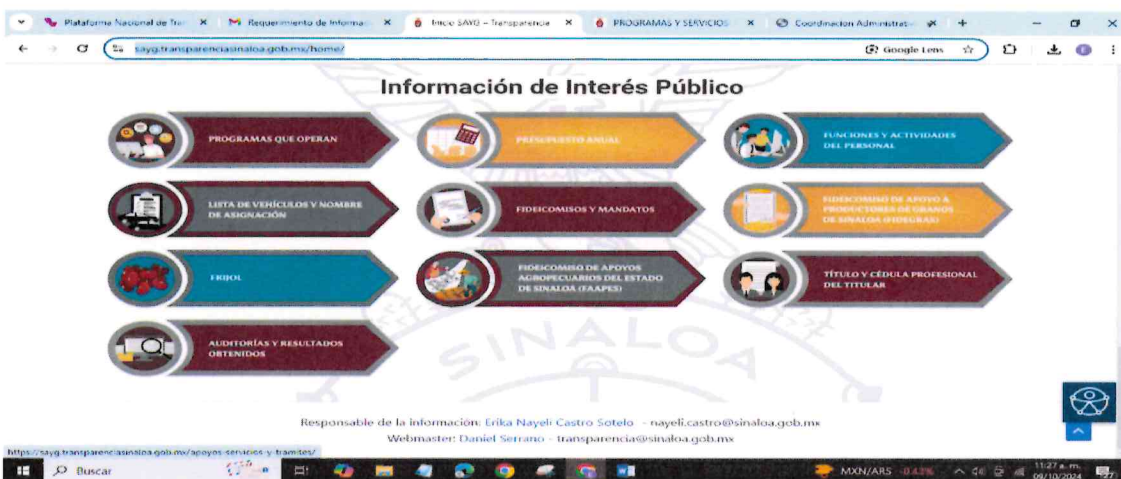 Plataforma Nacional de Tra
Requerimiento de Informa
Inicio SAYG – Transparencia
PROGRAMAS Y SERVICIOS
Coordinacion Administrat
sayg.transparenciasinaloa.gob.mx/home/
Google Lens
E
Información de Interés Público
PROGRAMAS QUE OPERAN
PRESUPUESTO ANUAL
FUNCIONES Y ACTIVIDADES
DEL PERSONAL
LISTA DE VEHÍCULOS Y NOMBRE
DE ASIGNACIÓN
FIDEICOMISOS Y MANDATOS
FIDEICOMISO DE APOYO A
PRODUCTORES DE GRANOS
DE SINALOA (FIDEGRAS)
FRIJOL
FIDEICOMISO DE APOYOS
AGROPECUARIOS DEL ESTADO
DE SINALOA (FAAPES)
TÍTULO Y CÉDULA PROFESIONAL
DEL TITULAR
AUDITORÍAS Y RESULTADOS
OBTENIDOS
SINALOA
Responsable de la información: Erika Nayeli Castro Sotelo - nayeli.castro@sinaloa.gob.mx
Webmaster: Daniel Serrano - transparencia@sinaloa.gob.mx
https://sayg.transparenciasinaloa.gob.mx/apoyos-servicios-y-tramites/
Buscar
MXN/ARS -0.43%
11:27 a. m.
09/10/2024
27